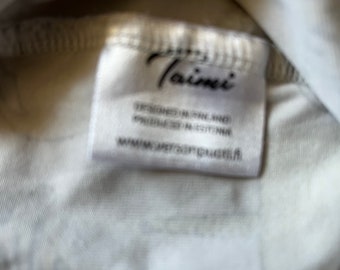 Taimi
DESIGNED IN FINLAND
PRODUCED IN ESTONIA